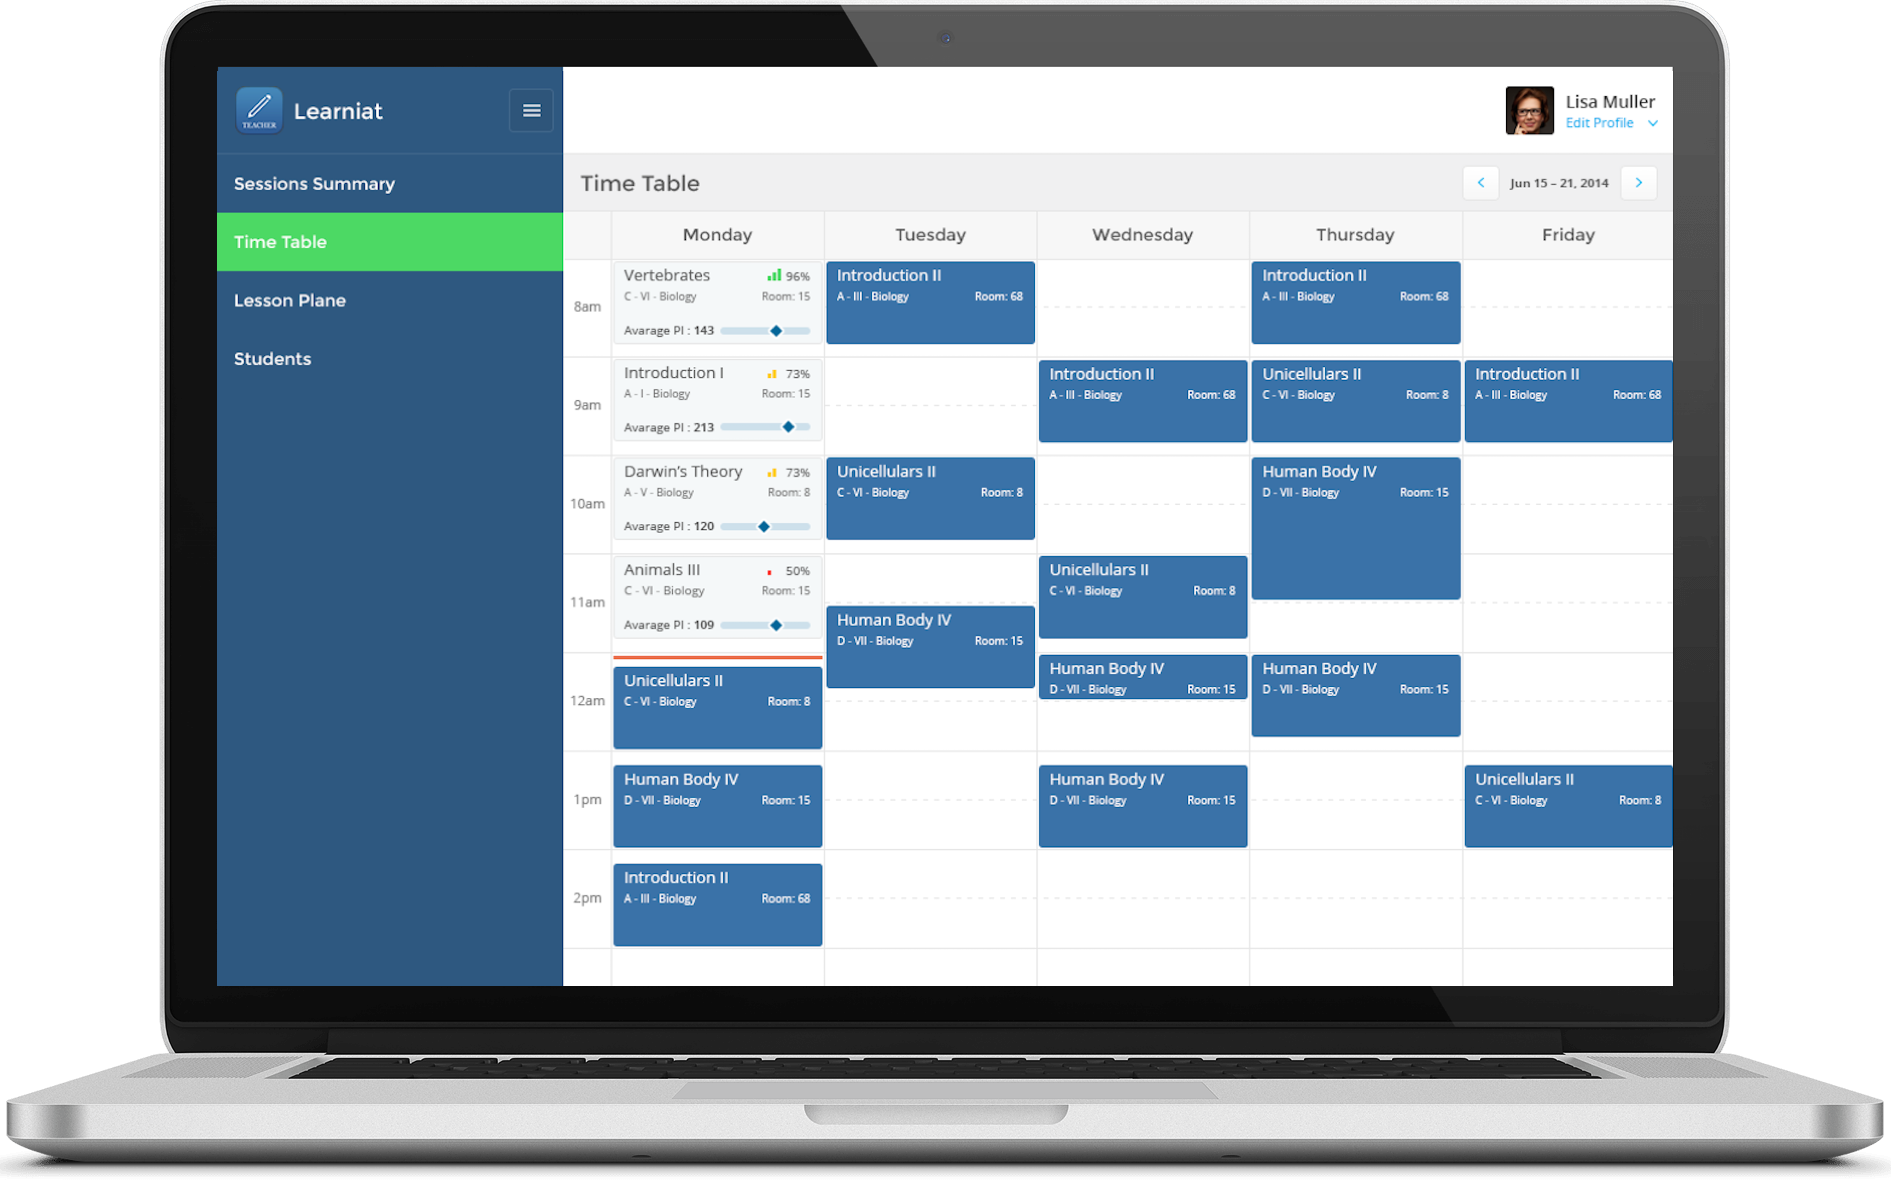 Learniat
TEACHER
Lisa Muller
Edit Profile
Sessions Summary
Time Table
Lesson Plane
Students
Time Table
Jun 15 – 21, 2014
Monday Tuesday Wednesday Thursday Friday
8am
Vertebrates 96%
C - VI - Biology Room: 15
Avarage PI : 143
Introduction II
A - III - Biology Room: 68
Introduction II
A - III - Biology Room: 68
9am
Introduction I 73%
A - I - Biology Room: 15
Avarage PI : 213
Introduction II
A - III - Biology Room: 68
Unicellulars II
C - VI - Biology Room: 8
Introduction II
A - III - Biology Room: 68
10am
Darwin's Theory 73%
A - V - Biology Room: 8
Avarage PI : 120
Unicellulars II
C - VI - Biology Room: 8
Human Body IV
D - VII - Biology Room: 15
11am
Animals III 50%
C - VI - Biology Room: 15
Avarage PI : 109
Human Body IV
D - VII - Biology Room: 15
Unicellulars II
C - VI - Biology Room: 8
12am
Unicellulars II
C - VI - Biology Room: 8
Human Body IV
D - VII - Biology Room: 15
Human Body IV
D - VII - Biology Room: 15
1pm
Human Body IV
D - VII - Biology Room: 15
Human Body IV
D - VII - Biology Room: 15
Unicellulars II
C - VI - Biology Room: 8
2pm
Introduction II
A - III - Biology Room: 68